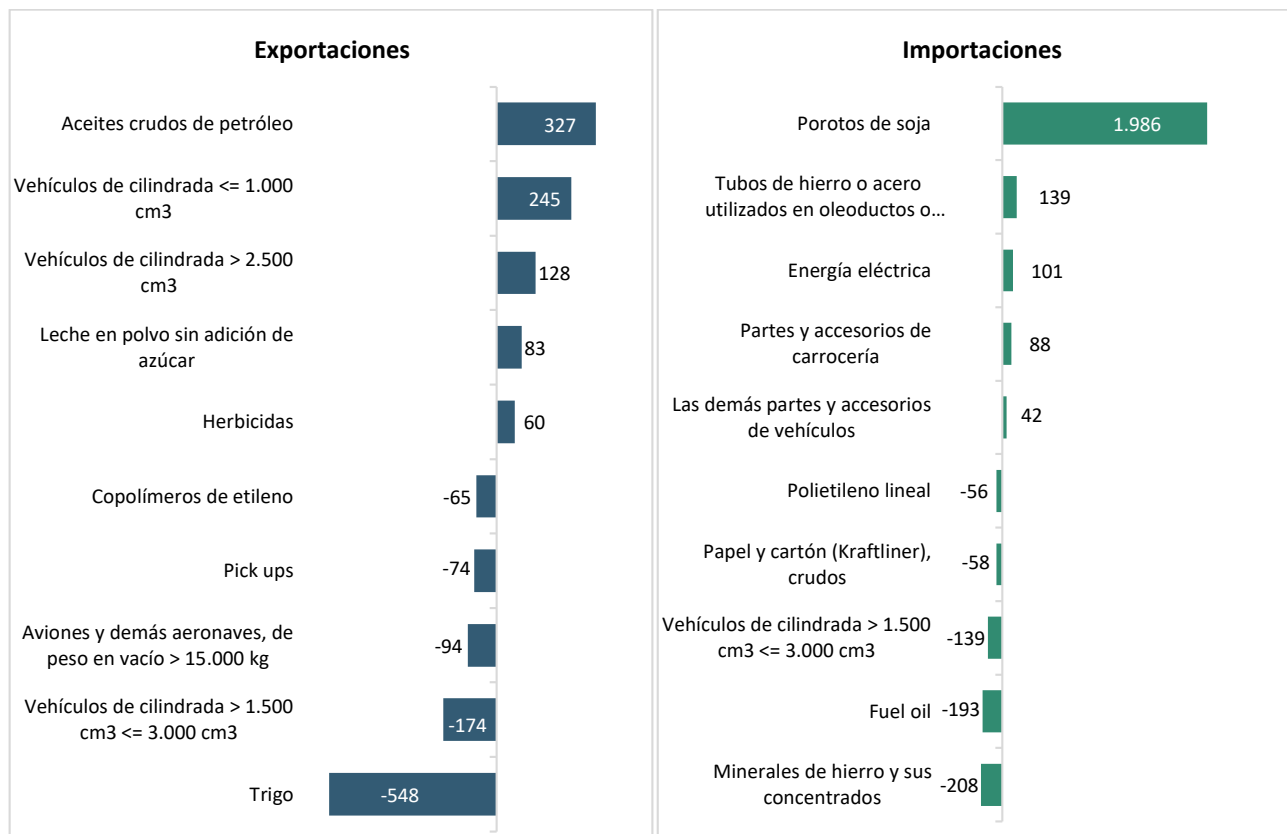 Exportaciones
Aceites crudos de petróleo
327
Vehículos de cilindrada <= 1.000
cm3
245
Vehículos de cilindrada > 2.500
cm3
128
Leche en polvo sin adición de
azúcar
83
Herbicidas
60
Copolímeros de etileno
-65
Pick ups
-74
Aviones y demás aeronaves, de
peso en vacío > 15.000 kg
-94
Vehículos de cilindrada > 1.500
cm3 <= 3.000 cm3
-174
Trigo
-548
Importaciones
Porotos de soja
1.986
Tubos de hierro o acero
utilizados en oleoductos o...
139
Energía eléctrica
101
Partes y accesorios de
carrocería
88
Las demás partes y accesorios
de vehículos
42
Polietileno lineal
-56
Papel y cartón (Kraftliner),
crudos
-58
Vehículos de cilindrada > 1.500
cm3 <= 3.000 cm3
-139
Fuel oil
-193
Minerales de hierro y sus
concentrados
-208